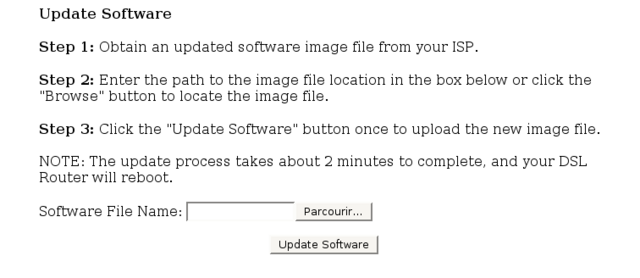 Update Software
Step 1: Obtain an updated software image file from your ISP.
Step 2: Enter the path to the image file location in the box below or click the
"Browse" button to locate the image file.
Step 3: Click the "Update Software" button once to upload the new image file.
NOTE: The update process takes about 2 minutes to complete, and your DSL
Router will reboot.
Software File Name: Parcourir...
Update Software